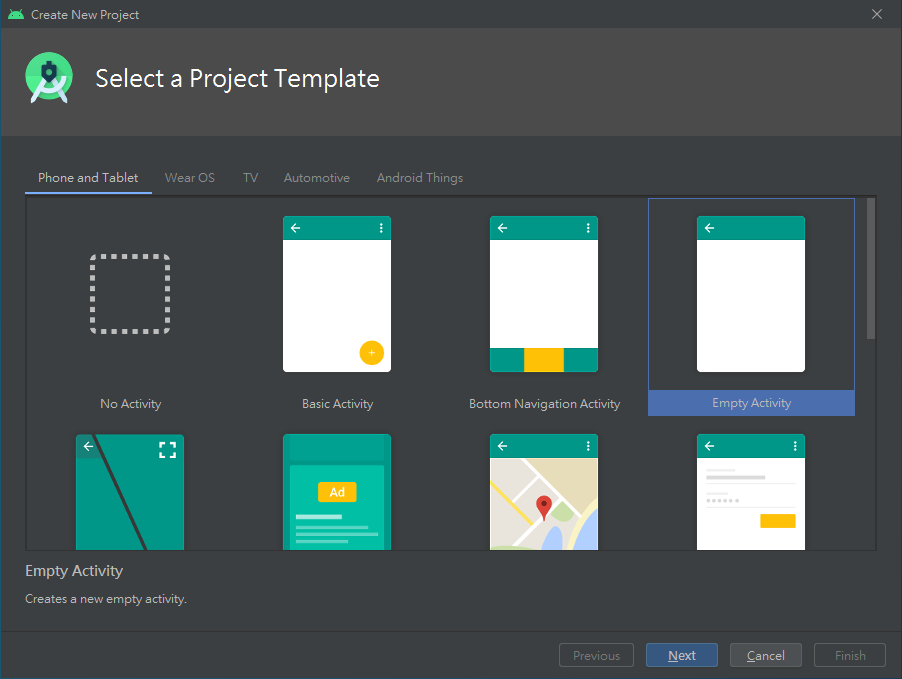 Create New Project
Select a Project Template
Phone and Tablet
Wear OS
TV
Automotive
Android Things
No Activity
Basic Activity
Bottom Navigation Activity
Empty Activity
Ad
Empty Activity
Creates a new empty activity.
Previous
Next
Cancel
Finish